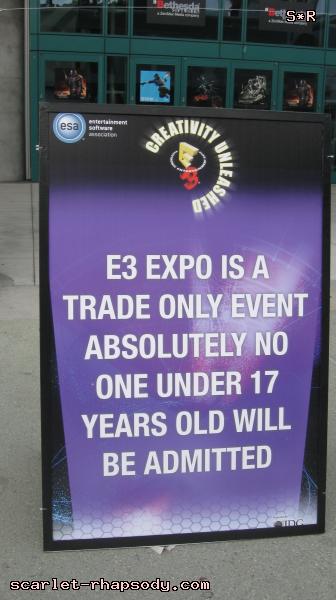 Bethesda
Bethesda
S*R
esa entertainment
software
association
CREATIVITY UNLEASHED
E3
E3 EXPO IS A
TRADE ONLY EVENT
ABSOLUTELY NO
ONE UNDER 17
YEARS OLD WILL
BE ADMITTED
IDG
scarlet-rhapsody.com